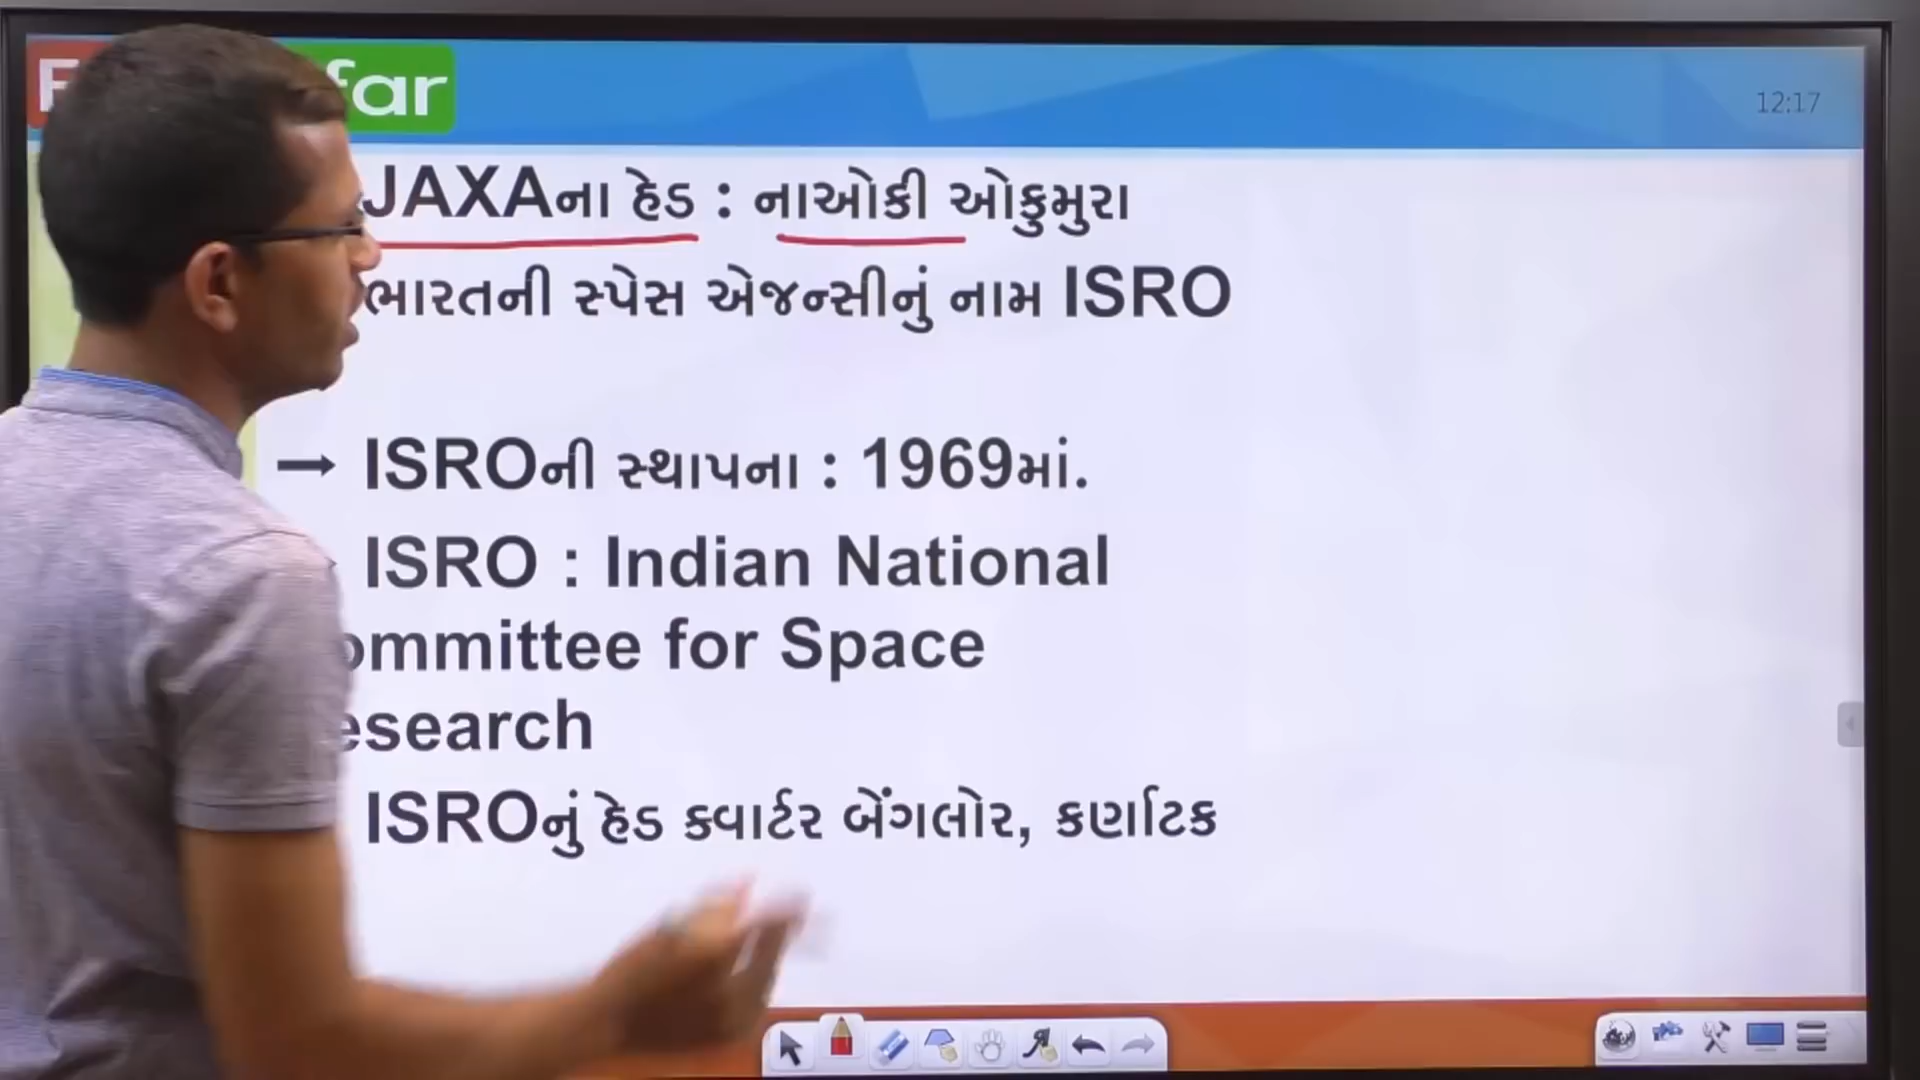 far
12:17
JAXAના હેડ : નાઓકી ઓકુમુરા
ભારતની સ્પેસ એજન્સીનું નામ ISRO
→ ISROની સ્થાપના : 1969માં.
ISRO : Indian National
ommittee for Space
esearch
ISROનું હેડ ક્વાર્ટર બેંગલોર, કર્ણાટક